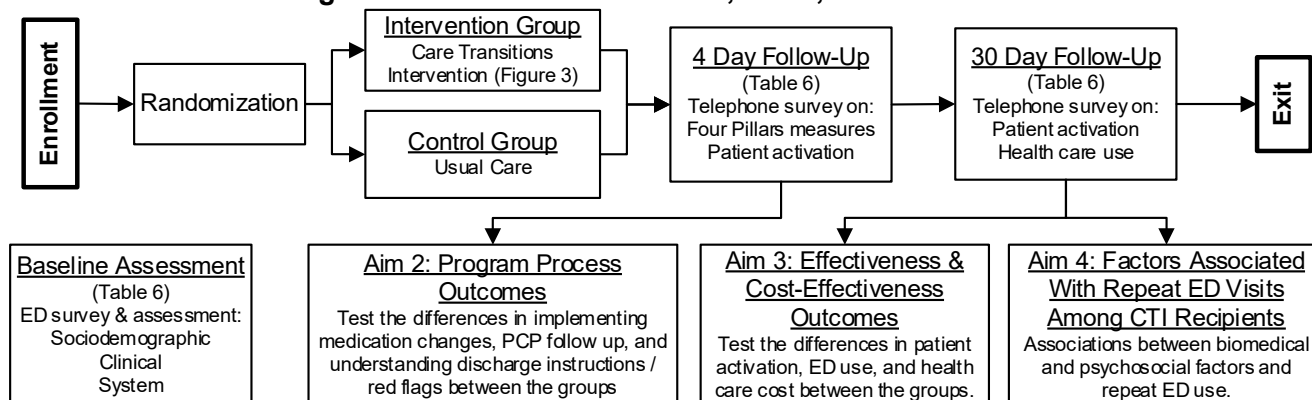 Enrollment
Randomization
Intervention Group
Care Transitions
Intervention (Figure 3)
Control Group
Usual Care
4 Day Follow-Up
(Table 6)
Telephone survey on:
Four Pillars measures
Patient activation
30 Day Follow-Up
(Table 6)
Telephone survey on:
Patient activation
Health care use
Exit
Baseline Assessment
(Table 6)
ED survey & assessment:
Sociodemographic
Clinical
System
Aim 2: Program Process
Outcomes
Test the differences in implementing
medication changes, PCP follow up, and
understanding discharge instructions /
red flags between the groups
Aim 3: Effectiveness &
Cost-Effectiveness
Outcomes
Test the differences in patient
activation, ED use, and health
care cost between the groups.
Aim 4: Factors Associated
With Repeat ED Visits
Among CTI Recipients
Associations between biomedical
and psychosocial factors and
repeat ED use.